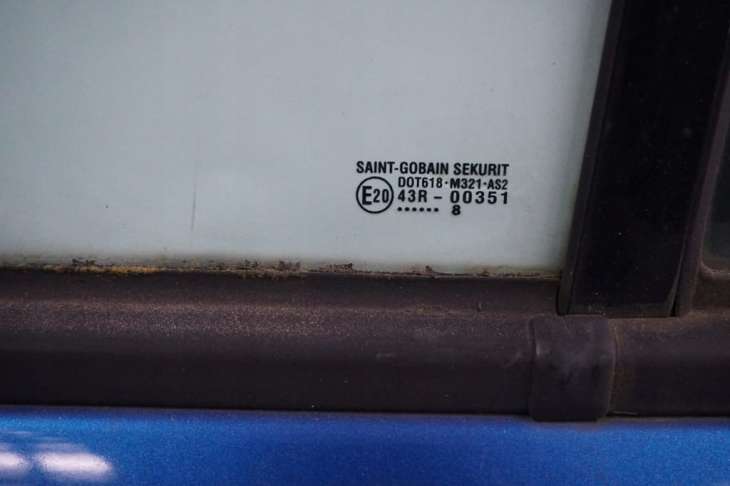 SAINT-GOBAIN SEKURIT
DOT618·M321·AS2
E20 43R - 00351
•••••• 8